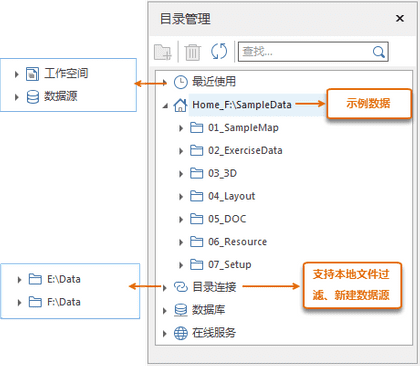 目录管理
查找...
最近使用
工作空间
数据源
Home_F:\SampleData
示例数据
01_SampleMap
02_ExerciseData
03_3D
04_Layout
05_DOC
06_Resource
07_Setup
目录连接
E:\Data
F:\Data
支持本地文件过
滤、新建数据源
数据库
在线服务